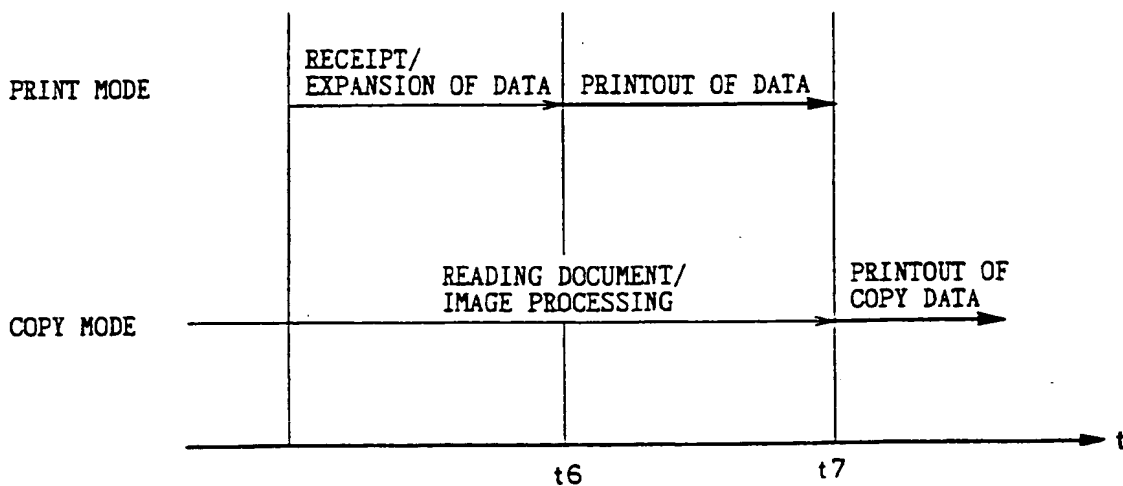 RECEIPT/
PRINT MODE EXPANSION OF DATA PRINTOUT OF DATA
READING DOCUMENT/
IMAGE PROCESSING
PRINTOUT OF
COPY DATA
COPY MODE
t
t6 t7